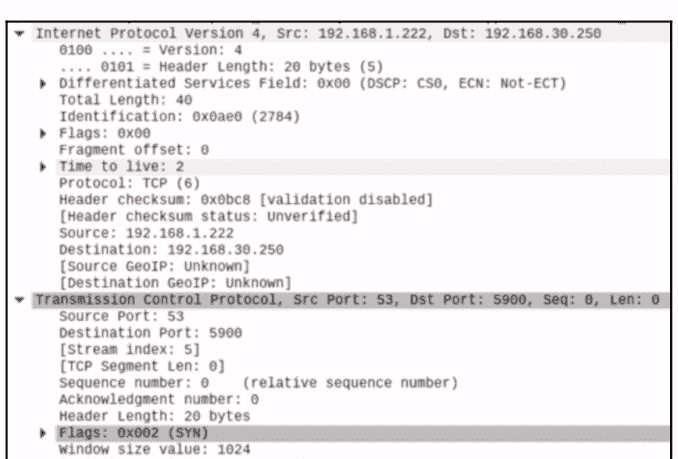 Internet Protocol Version 4, Src: 192.168.1.222, Dst: 192.168.30.250
0100 .... = Version: 4
.... 0101 = Header Length: 20 bytes (5)
Differentiated Services Field: 0x00 (DSCP: CS0, ECN: Not-ECT)
Total Length: 40
Identification: 0x0ae0 (2784)
Flags: 0x00
Fragment offset: 0
Time to live: 2
Protocol: TCP (6)
Header checksum: 0x0bc8 [validation disabled]
[Header checksum status: Unverified]
Source: 192.168.1.222
Destination: 192.168.30.250
[Source GeoIP: Unknown]
[Destination GeoIP: Unknown]
Transmission Control Protocol, Src Port: 53, Dst Port: 5900, Seq: 0, Len: 0
Source Port: 53
Destination Port: 5900
[Stream index: 5]
[TCP Segment Len: 0]
Sequence number: 0    (relative sequence number)
Acknowledgment number: 0
Header Length: 20 bytes
Flags: 0x002 (SYN)
Window size value: 1024